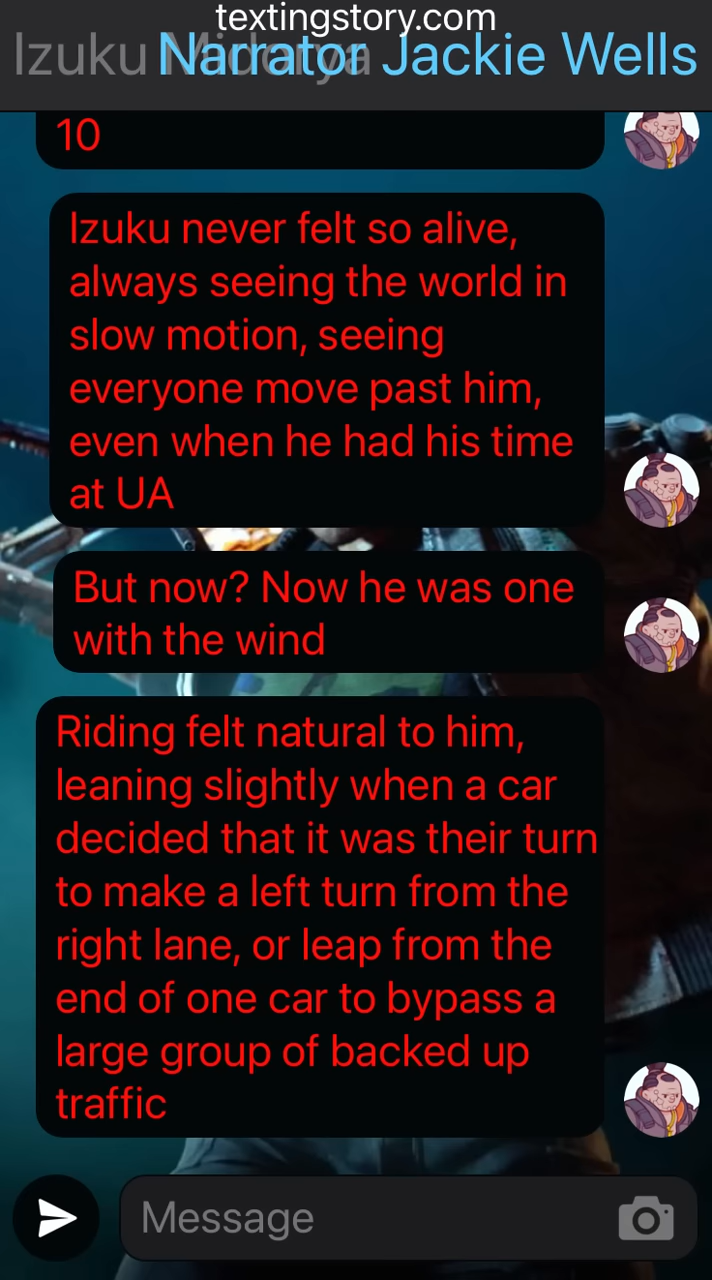 textingstory.com
Izuku Midoriya Narrator Jackie Wells
10
Izuku never felt so alive,
always seeing the world in
slow motion, seeing
everyone move past him,
even when he had his time
at UA
But now? Now he was one
with the wind
Riding felt natural to him,
leaning slightly when a car
decided that it was their turn
to make a left turn from the
right lane, or leap from the
end of one car to bypass a
large group of backed up
traffic
Message